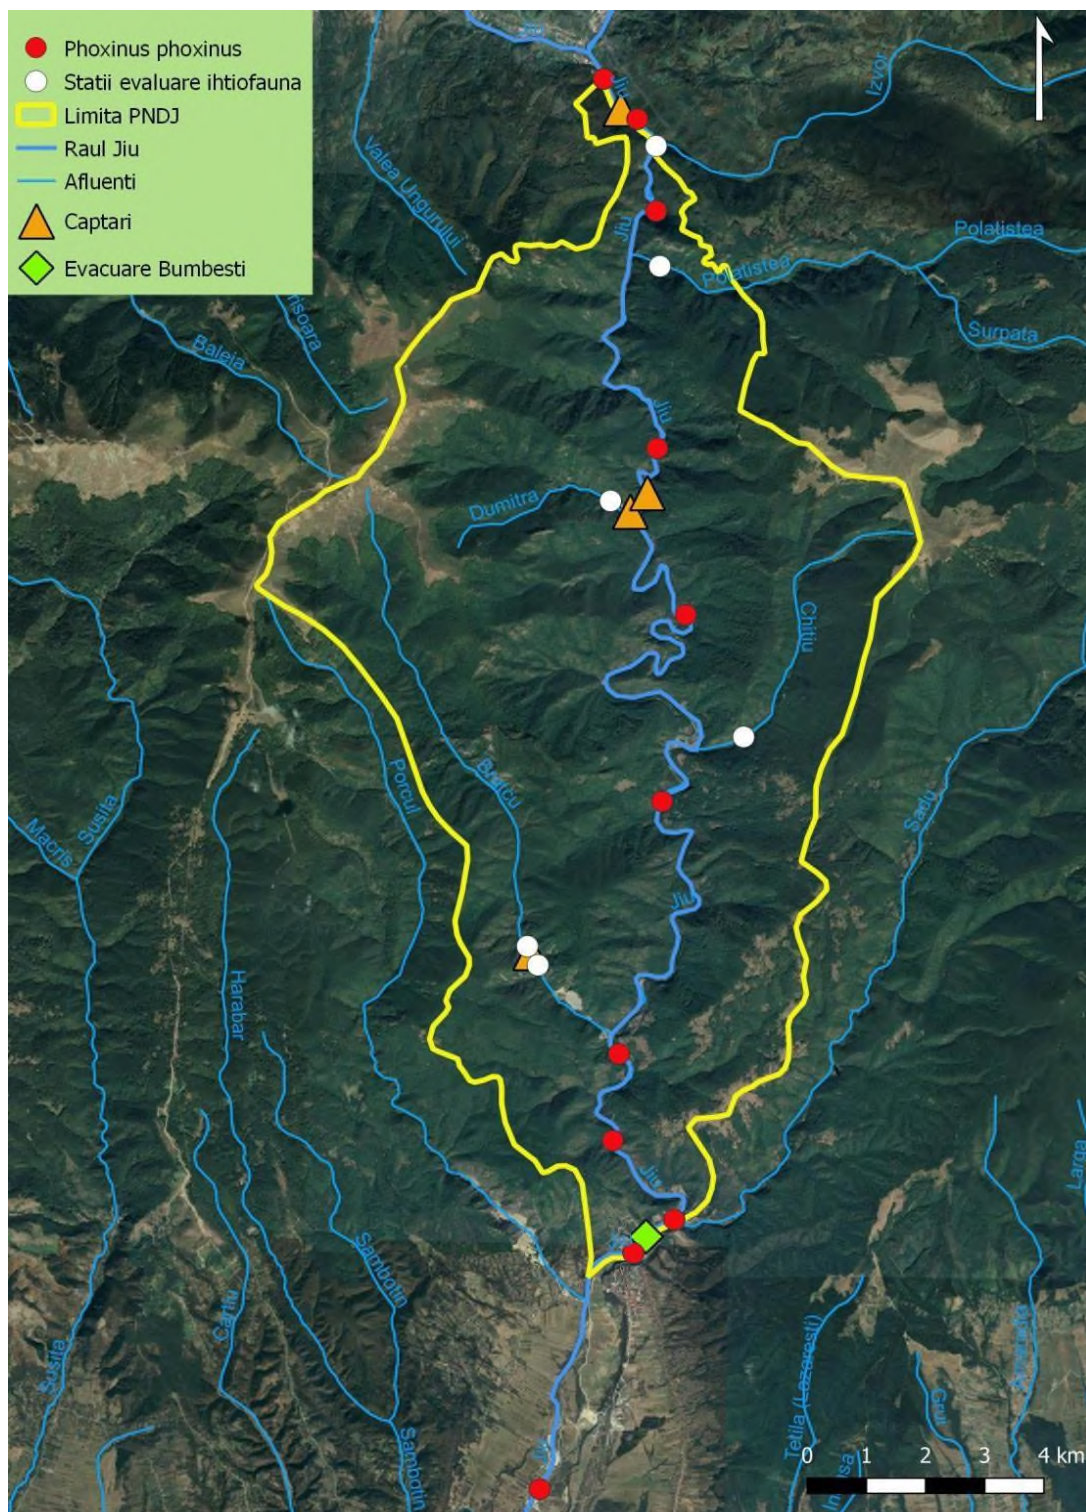 Phoxinus phoxinus
Statii evaluare ihtiofauna
Limita PNDJ
Raul Jiu
Afluenti
Captari
Evacuare Bumbesti
Jiu
Izvor
Valea Ungurului
Jiu
Polatistea
Polatistea
Surpata
Baleia
Jiu
Dumitra
Chitiu
Porcul
Bratcu
Sadu
Macris
Susita
Jiu
Harabar
Jiu
Larga
Sambotin
Cartiu
Susita
Tetila (Lazaresti)
Sambotin
0 1 2 3 4 km